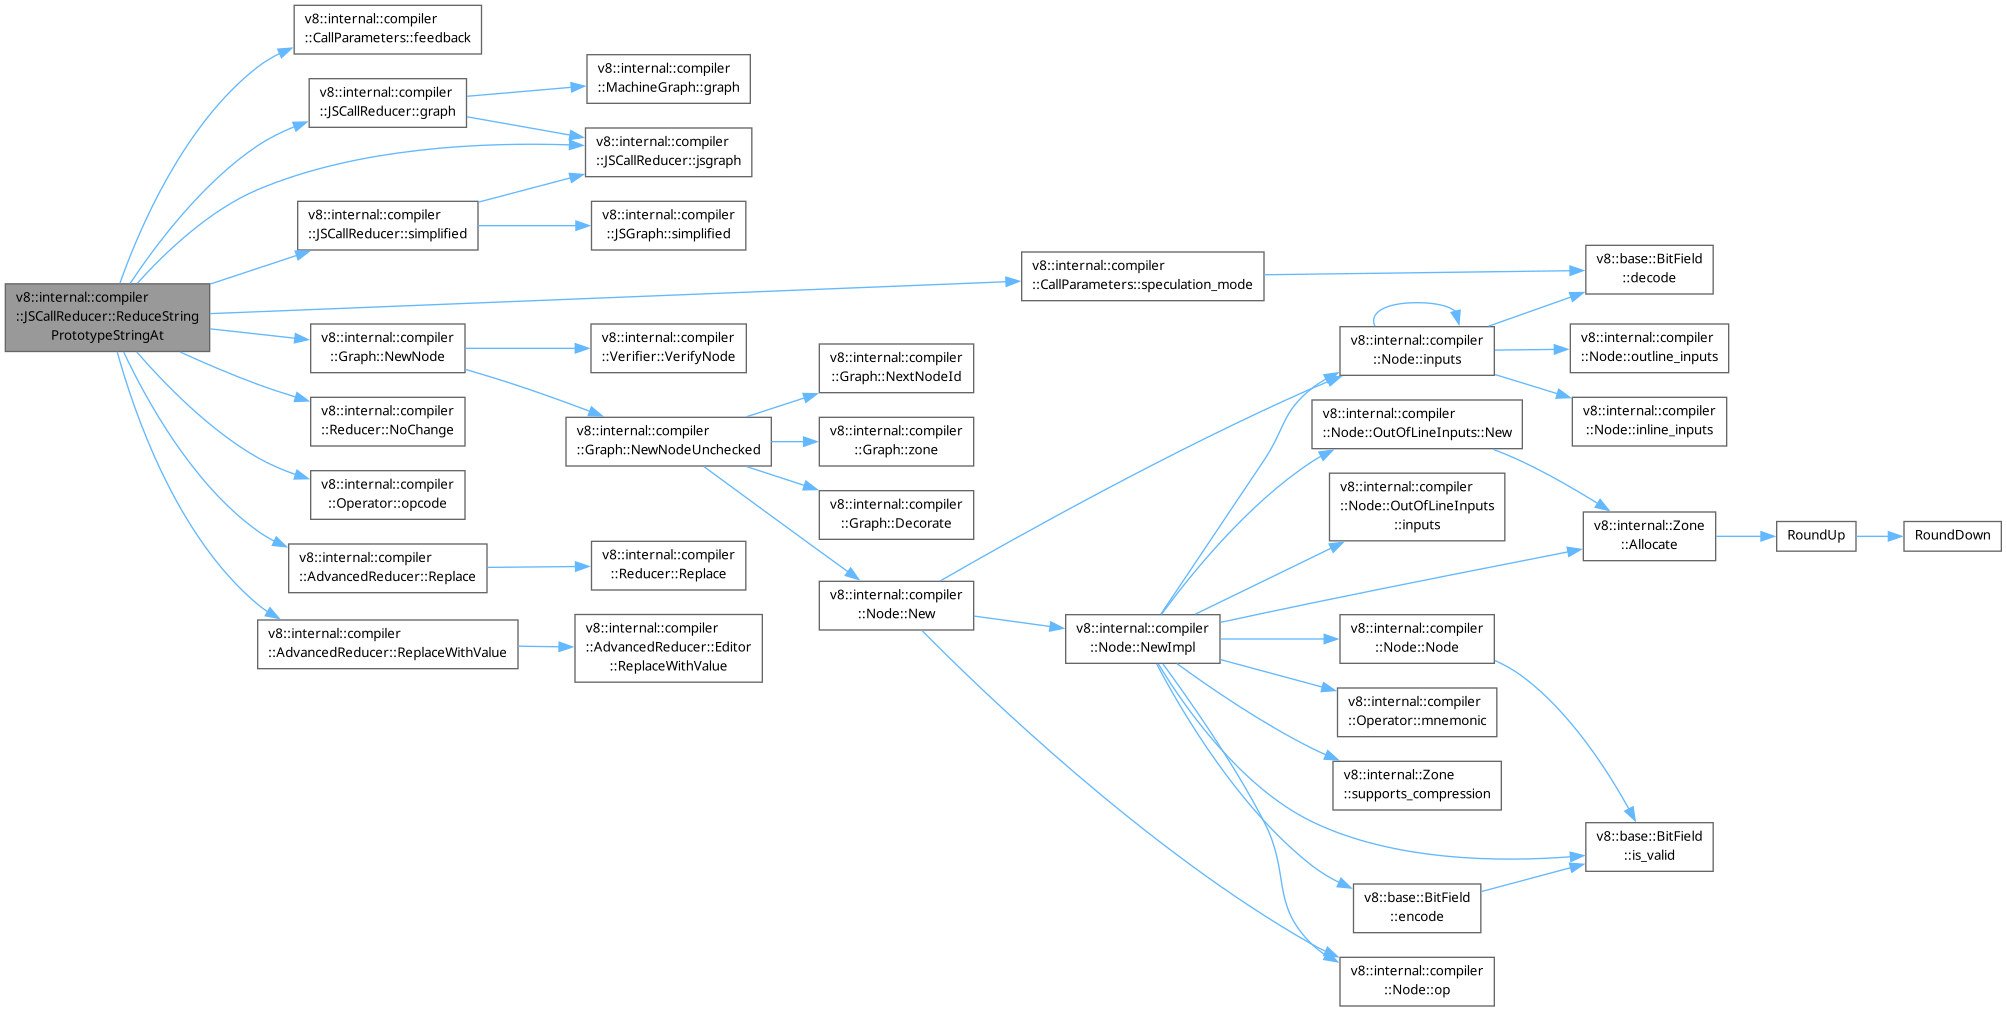 v8::internal::compiler
::CallParameters::feedback
v8::internal::compiler
::MachineGraph::graph
v8::internal::compiler
::JSCallReducer::graph
v8::internal::compiler
::JSCallReducer::jsgraph
v8::internal::compiler
::JSCallReducer::simplified
v8::internal::compiler
::JSGraph::simplified
v8::internal::compiler
::CallParameters::speculation_mode
v8::base::BitField
::decode
v8::internal::compiler
::JSCallReducer::ReduceString
PrototypeStringAt
v8::internal::compiler
::Graph::NewNode
v8::internal::compiler
::Verifier::VerifyNode
v8::internal::compiler
::Graph::NextNodeId
v8::internal::compiler
::Node::inputs
v8::internal::compiler
::Node::outline_inputs
v8::internal::compiler
::Reducer::NoChange
v8::internal::compiler
::Graph::NewNodeUnchecked
v8::internal::compiler
::Graph::zone
v8::internal::compiler
::Node::OutOfLineInputs::New
v8::internal::compiler
::Node::inline_inputs
v8::internal::compiler
::Operator::opcode
v8::internal::compiler
::Graph::Decorate
v8::internal::compiler
::Node::OutOfLineInputs
::inputs
v8::internal::Zone
::Allocate
RoundUp
RoundDown
v8::internal::compiler
::AdvancedReducer::Replace
v8::internal::compiler
::Reducer::Replace
v8::internal::compiler
::Node::New
v8::internal::compiler
::AdvancedReducer::ReplaceWithValue
v8::internal::compiler
::AdvancedReducer::Editor
::ReplaceWithValue
v8::internal::compiler
::Node::NewImpl
v8::internal::compiler
::Node::Node
v8::internal::compiler
::Operator::mnemonic
v8::internal::Zone
::supports_compression
v8::base::BitField
::is_valid
v8::base::BitField
::encode
v8::internal::compiler
::Node::op